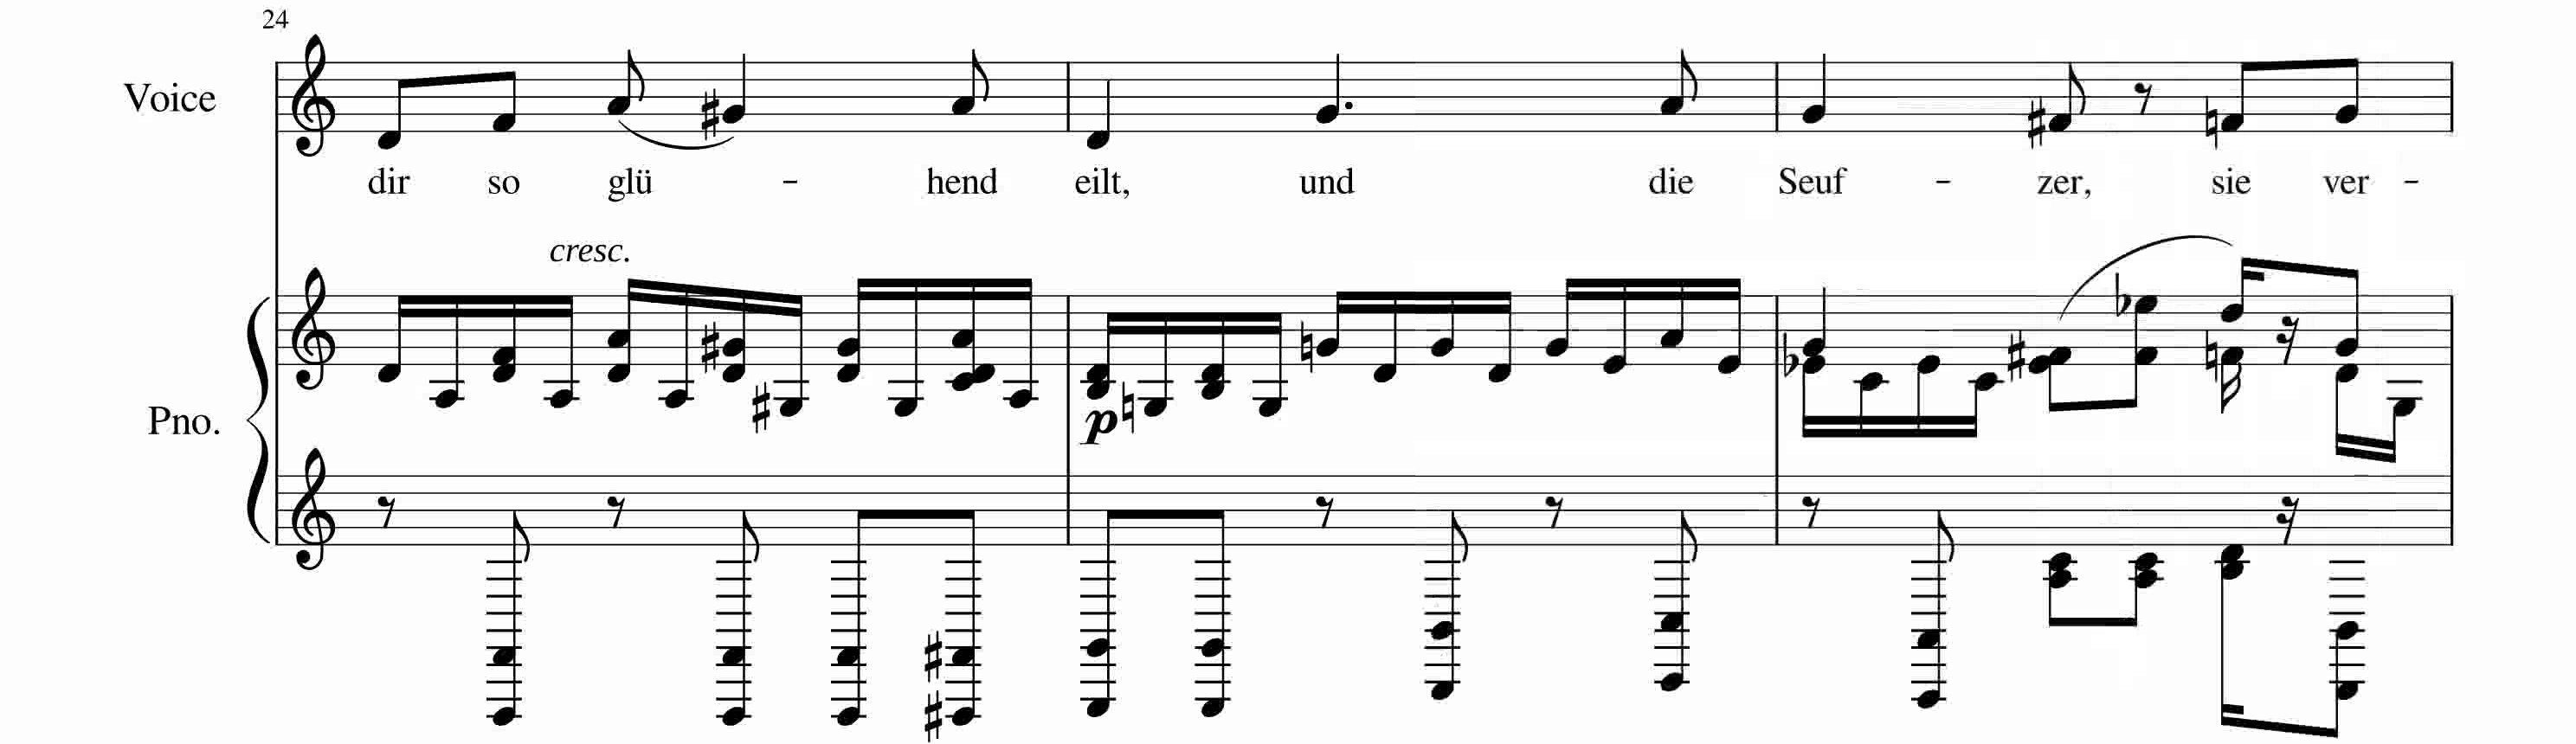 24
Voice
dir so glü - hend eilt, und die Seuf - zer, sie ver -
cresc.
Pno.
p